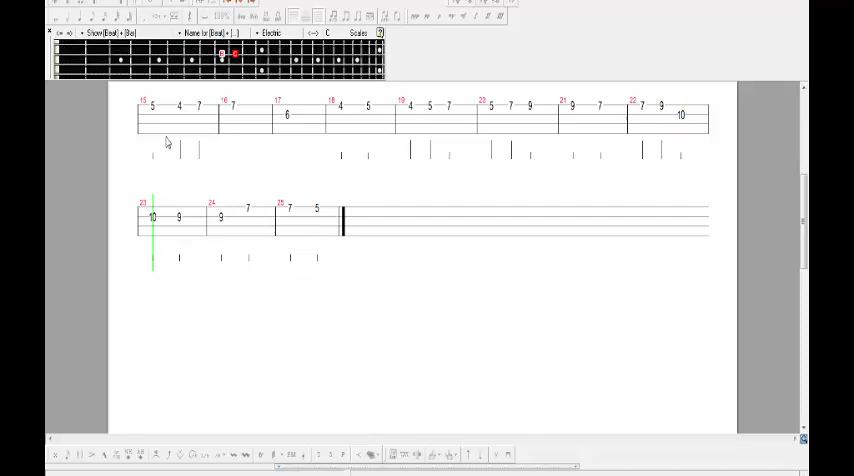 100%
Show [Beat] + [Bar]
Name for [Beat] + [...]
Electric
C
Scales
?
15 16 17 18 19 20 21 22
5 4 7 7 6 4 5 4 5 7 5 7 9 9 7 7 9 10
23 24 25
10 9 9 7 7 5